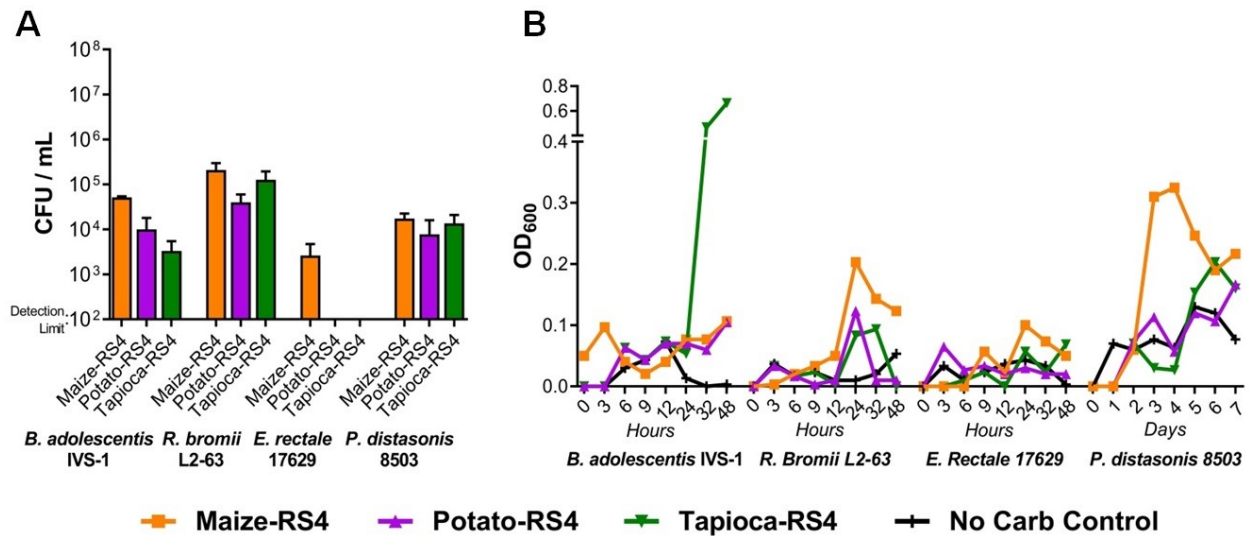 A
B
CFU / mL
10^8
10^7
10^6
10^5
10^4
10^3
10^2
Detection
Limit
Maize-RS4
Potato-RS4
Tapioca-RS4
Maize-RS4
Potato-RS4
Tapioca-RS4
Maize-RS4
Potato-RS4
Tapioca-RS4
Maize-RS4
Potato-RS4
Tapioca-RS4
B. adolescentis
IVS-1
R. bromii
L2-63
E. rectale
17629
P. distasonis
8503
OD600
0.8
0.6
0.4
0.3
0.2
0.1
0.0
0 3 6 9 12 24 32 48
0 3 6 9 12 24 32 48
0 3 6 9 12 24 32 48
0 1 2 3 4 5 6 7
Hours
Hours
Hours
Days
B. adolescentis IVS-1
R. Bromii L2-63
E. Rectale 17629
P. distasonis 8503
Maize-RS4
Potato-RS4
Tapioca-RS4
No Carb Control